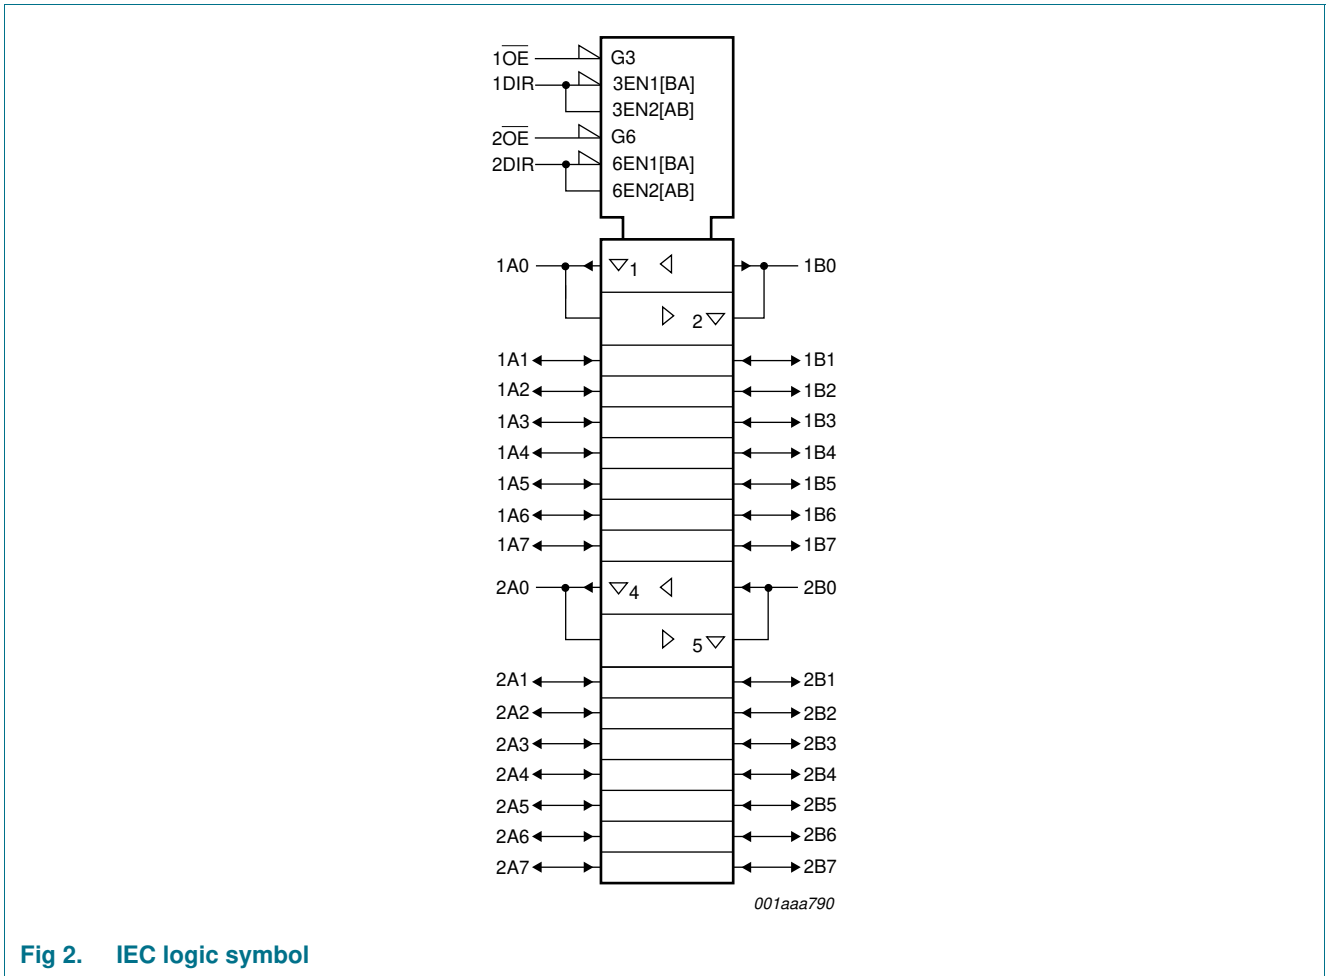 1O̅E̅ G3
1DIR 3EN1[BA]
3EN2[AB]
2O̅E̅ G6
2DIR 6EN1[BA]
6EN2[AB]
1A0 ▽1 ◁ 1B0
▷ 2▽
1A1 1B1
1A2 1B2
1A3 1B3
1A4 1B4
1A5 1B5
1A6 1B6
1A7 1B7
2A0 ▽4 ◁ 2B0
▷ 5▽
2A1 2B1
2A2 2B2
2A3 2B3
2A4 2B4
2A5 2B5
2A6 2B6
2A7 2B7
001aaa790
Fig 2. IEC logic symbol